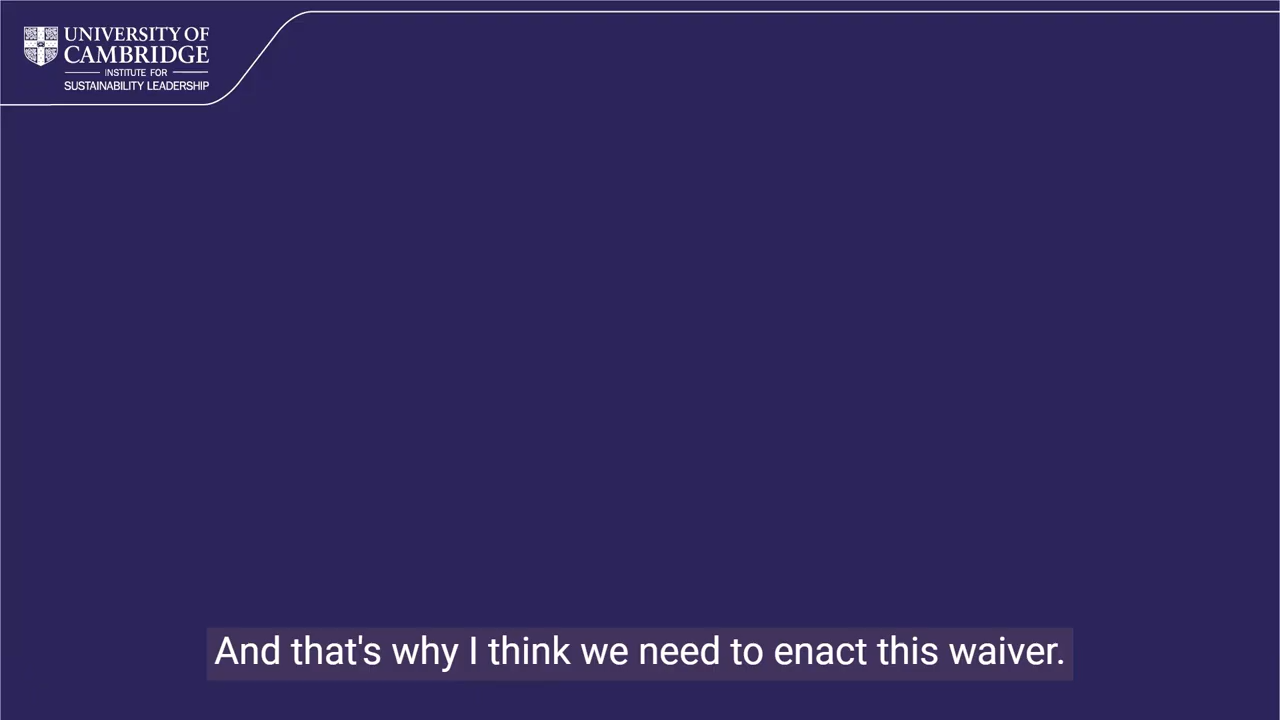 UNIVERSITY OF
CAMBRIDGE
INSTITUTE FOR
SUSTAINABILITY LEADERSHIP
And that's why I think we need to enact this waiver.